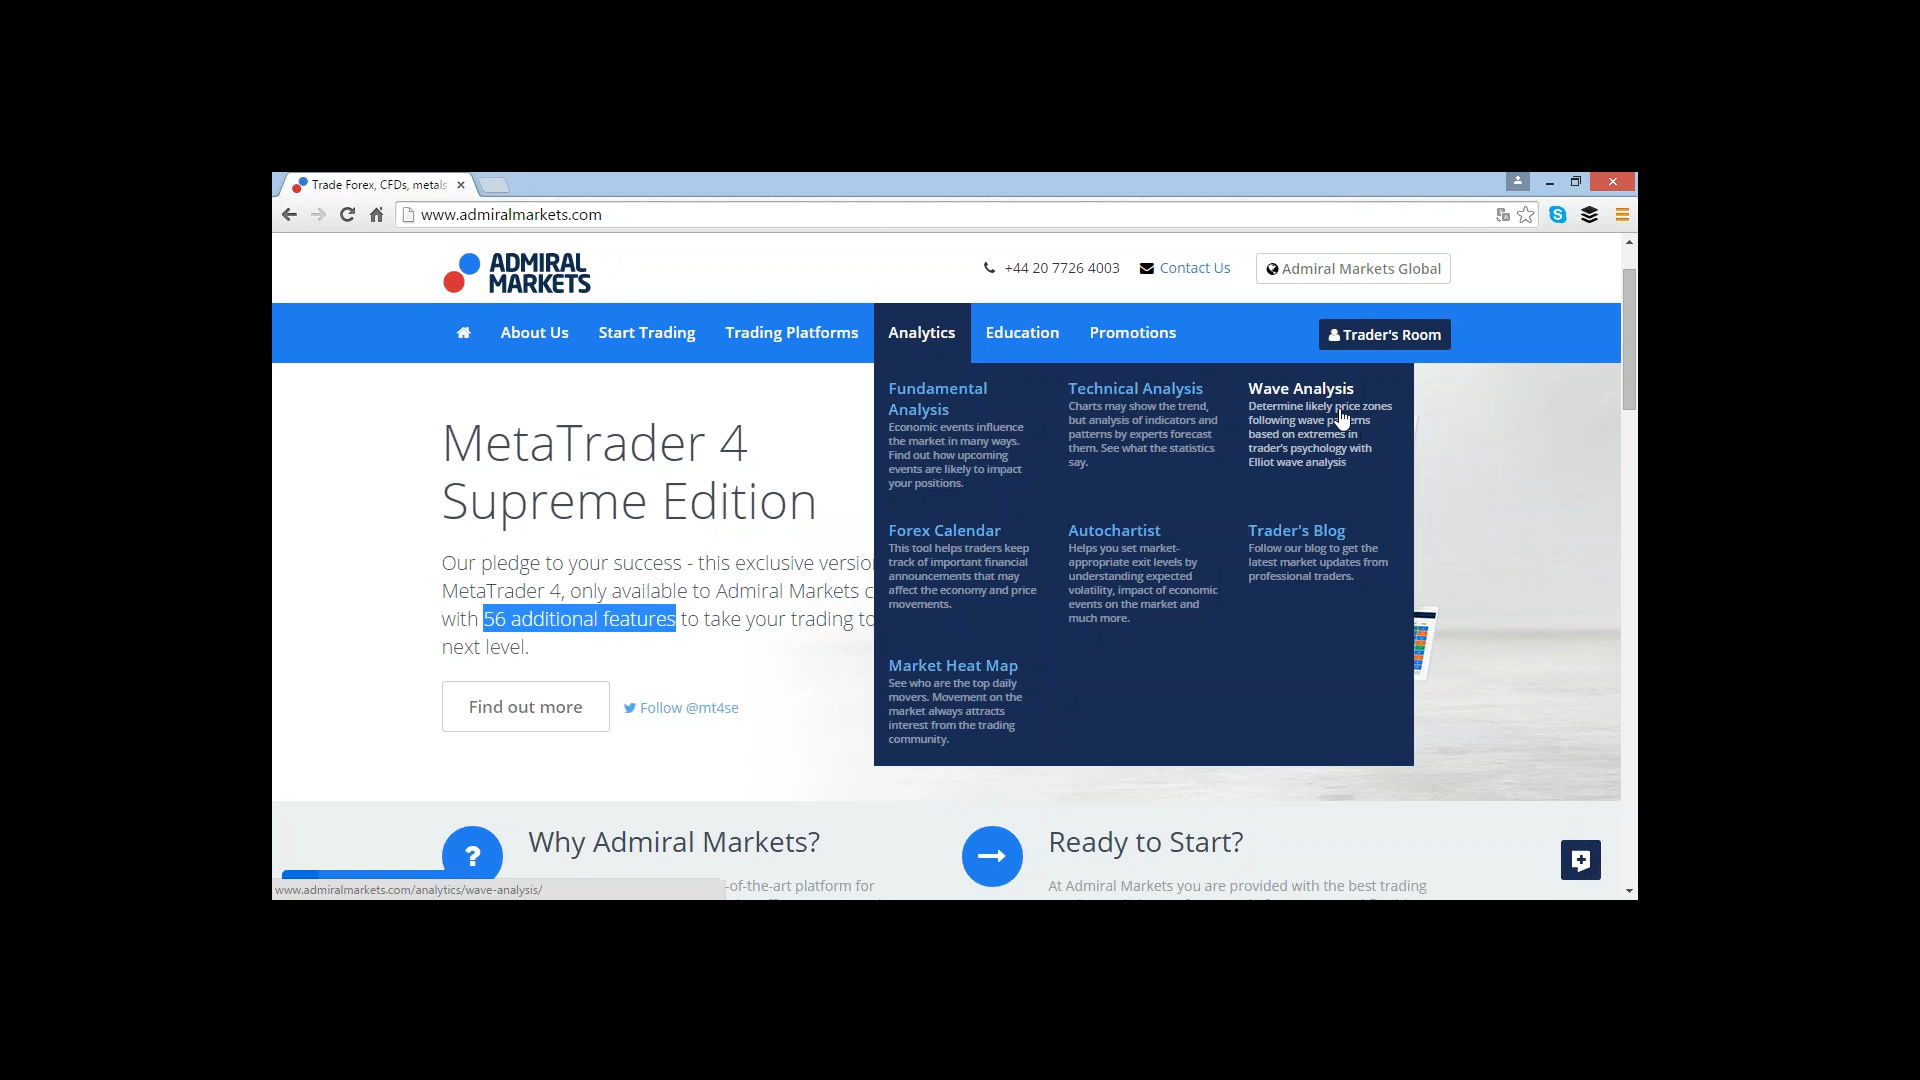 Trade Forex, CFDs, metals
www.admiralmarkets.com
ADMIRAL
MARKETS
+44 20 7726 4003
Contact Us
Admiral Markets Global
About Us
Start Trading
Trading Platforms
Analytics
Education
Promotions
Trader's Room
MetaTrader 4
Supreme Edition
Our pledge to your success - this exclusive versio
MetaTrader 4, only available to Admiral Markets c
with 56 additional features to take your trading to
next level.
Find out more
Follow @mt4se
Fundamental
Analysis
Economic events influence
the market in many ways.
Find out how upcoming
events are likely to impact
your positions.
Technical Analysis
Charts may show the trend,
but analysis of indicators and
patterns by experts forecast
them. See what the statistics
say.
Wave Analysis
Determine likely price zones
following wave patterns
based on extremes in
trader's psychology with
Elliot wave analysis
Forex Calendar
This tool helps traders keep
track of important financial
announcements that may
affect the economy and price
movements.
Autochartist
Helps you set market-
appropriate exit levels by
understanding expected
volatility, impact of economic
events on the market and
much more.
Trader's Blog
Follow our blog to get the
latest market updates from
professional traders.
Market Heat Map
See who are the top daily
movers. Movement on the
market always attracts
interest from the trading
community.
Why Admiral Markets?
-of-the-art platform for
Ready to Start?
At Admiral Markets you are provided with the best trading
www.admiralmarkets.com/analytics/wave-analysis/